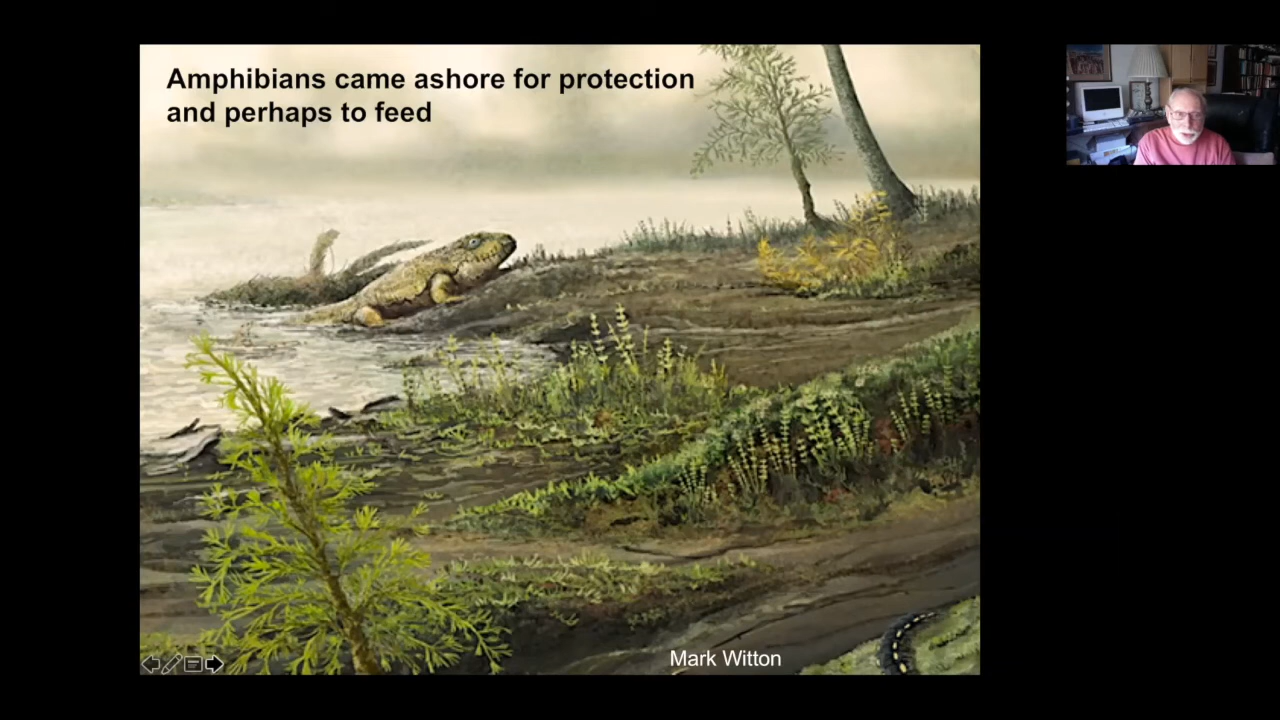 Amphibians came ashore for protection
and perhaps to feed
Mark Witton